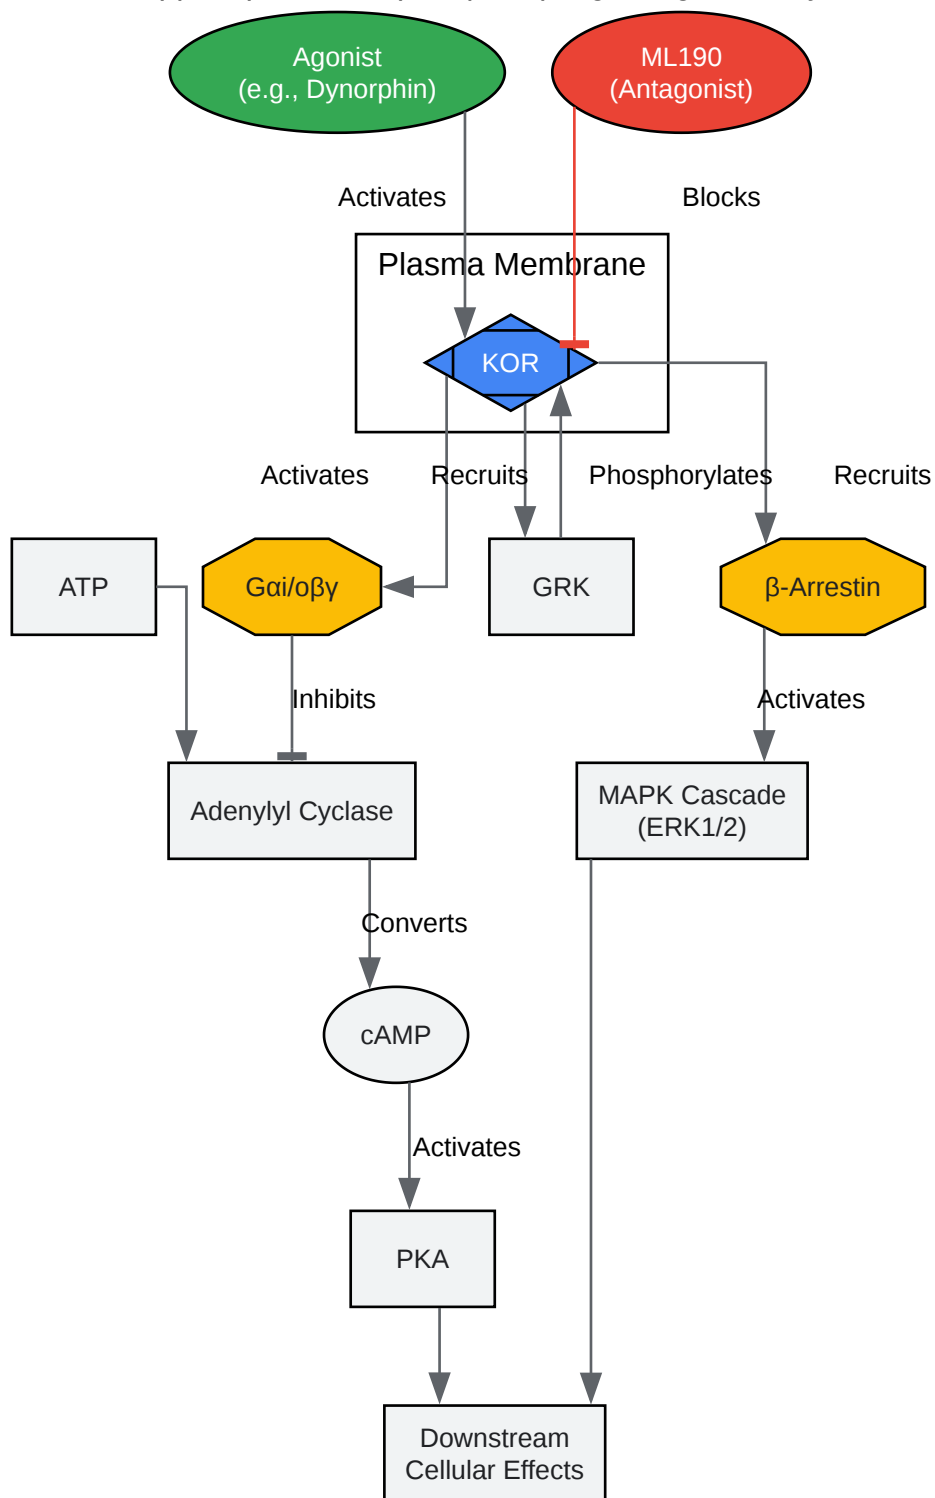 Agonist
(e.g., Dynorphin)
ML190
(Antagonist)
Activates
Blocks
Plasma Membrane
KOR
Activates
Recruits
Phosphorylates
Recruits
ATP
Gαi/oβγ
GRK
β-Arrestin
Inhibits
Activates
Adenylyl Cyclase
MAPK Cascade
(ERK1/2)
Converts
cAMP
Activates
PKA
Downstream
Cellular Effects